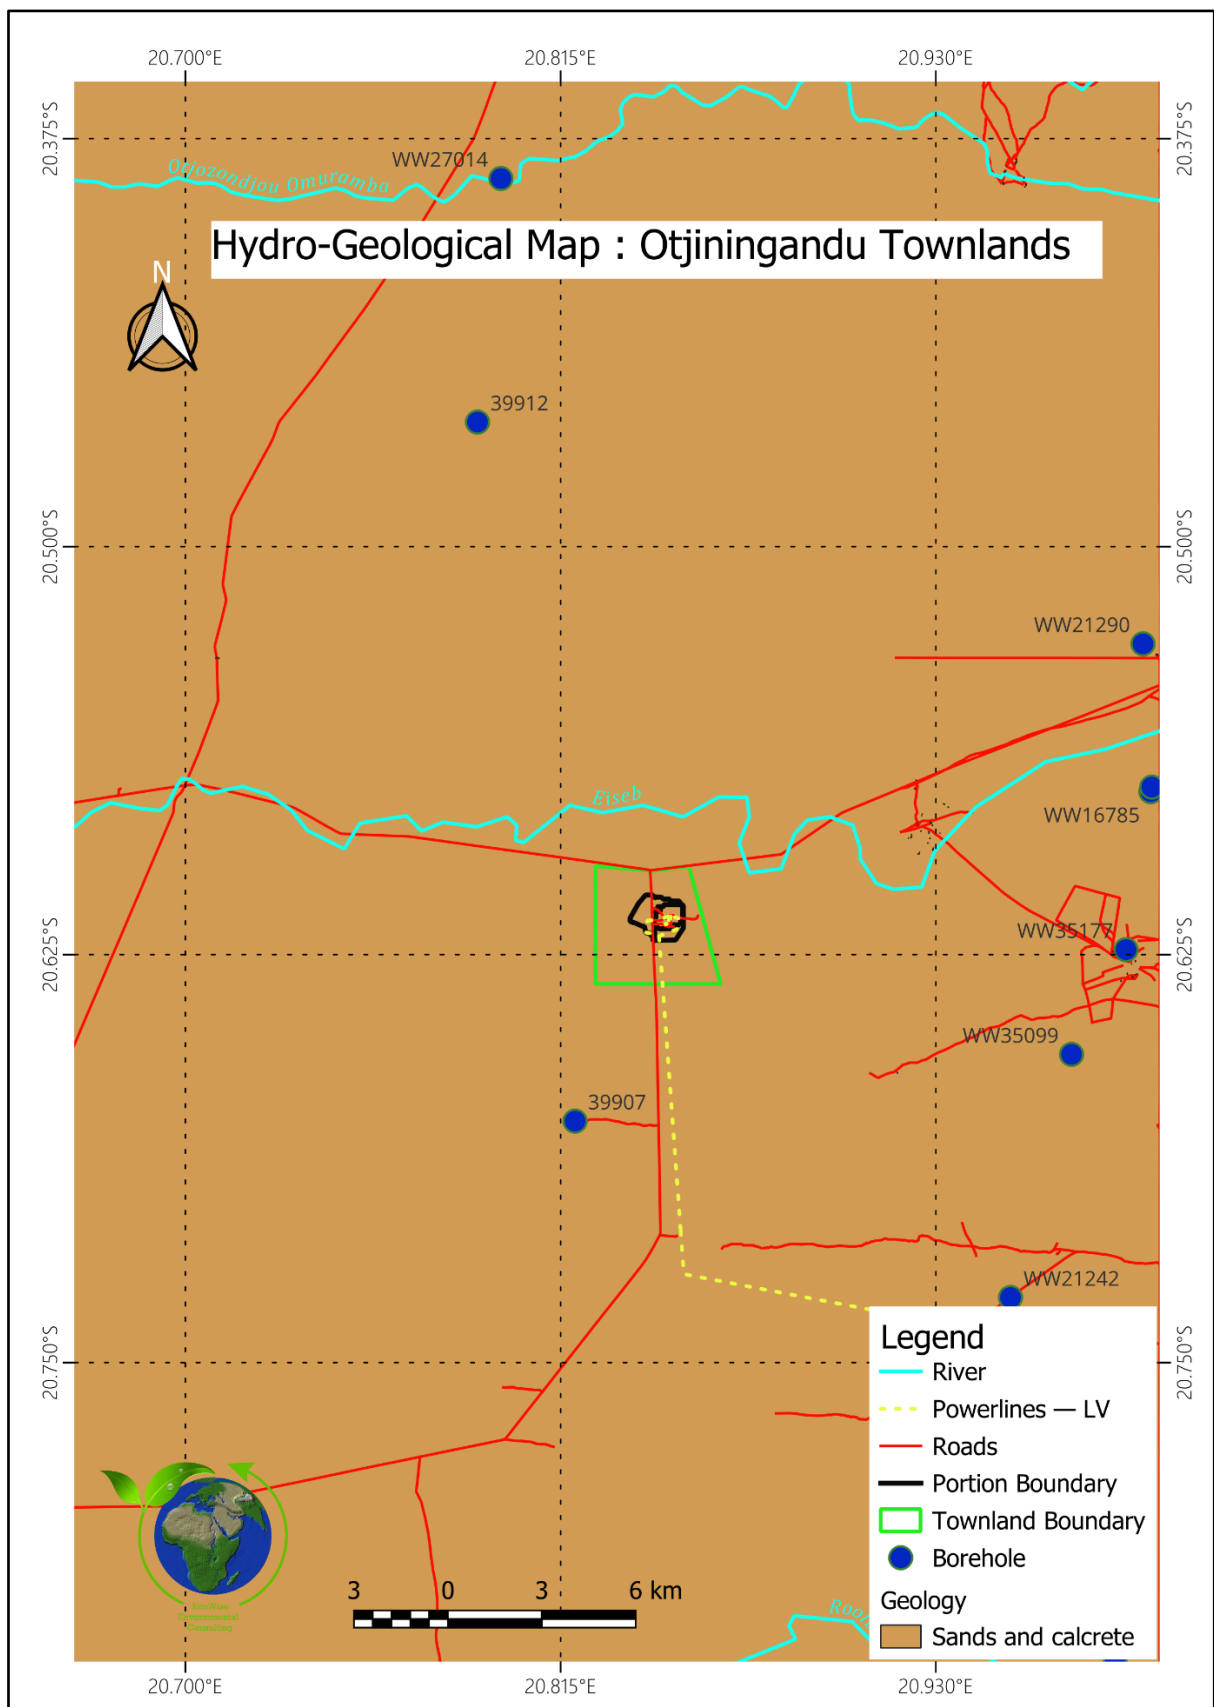 20.700°E 20.815°E 20.930°E
20.375°S 20.375°S
WW27014
Otjozondjou Omuramba
Hydro-Geological Map : Otjiningandu Townlands
N
39912
20.500°S 20.500°S
WW21290
Eiseb
WW16785
WW35177
20.625°S 20.625°S
WW35099
39907
WW21242
Legend
River
20.750°S 20.750°S
Powerlines — LV
Roads
Portion Boundary
Townland Boundary
Borehole
3 0 3 6 km
Geology
EcoWise
Environmental
Consulting
Sands and calcrete
20.700°E 20.815°E 20.930°E